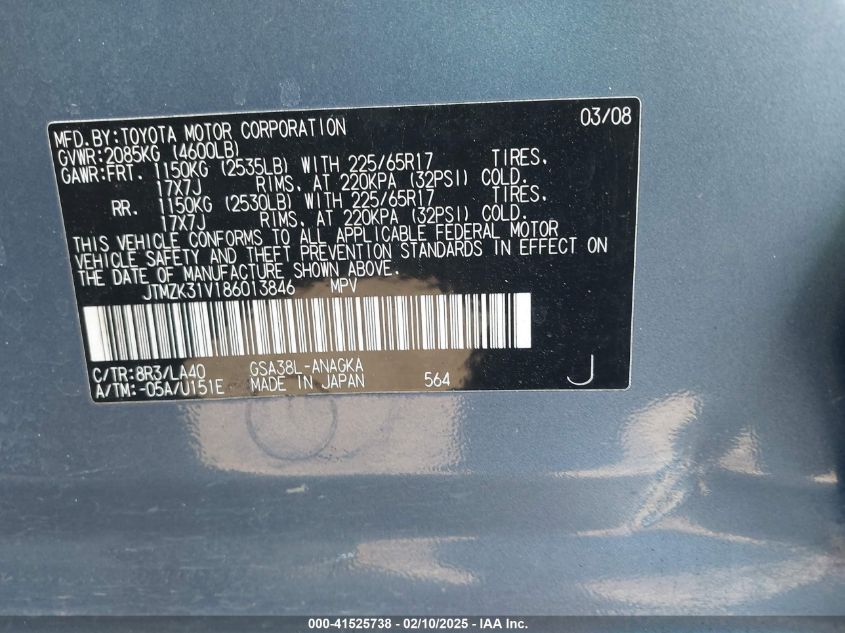 MFD.BY:TOYOTA MOTOR CORPORATION 03/08
GVWR:2085KG (4600LB)
GAWR:FRT. 1150KG (2535LB) WITH 225/65R17 TIRES.
17X7J RIMS. AT 220KPA (32PSI) COLD.
RR. 1150KG (2530LB) WITH 225/65R17 TIRES.
17X7J RIMS. AT 220KPA (32PSI) COLD.
THIS VEHICLE CONFORMS TO ALL APPLICABLE FEDERAL MOTOR
VEHICLE SAFETY AND THEFT PREVENTION STANDARDS IN EFFECT ON
THE DATE OF MANUFACTURE SHOWN ABOVE.
JTMZK31V186013846 MPV
C/TR:8R3/LA40 GSA38L-ANAGKA
A/TM:-05A/U151E MADE IN JAPAN 564 J
000-41525738 - 02/10/2025 - IAA Inc.